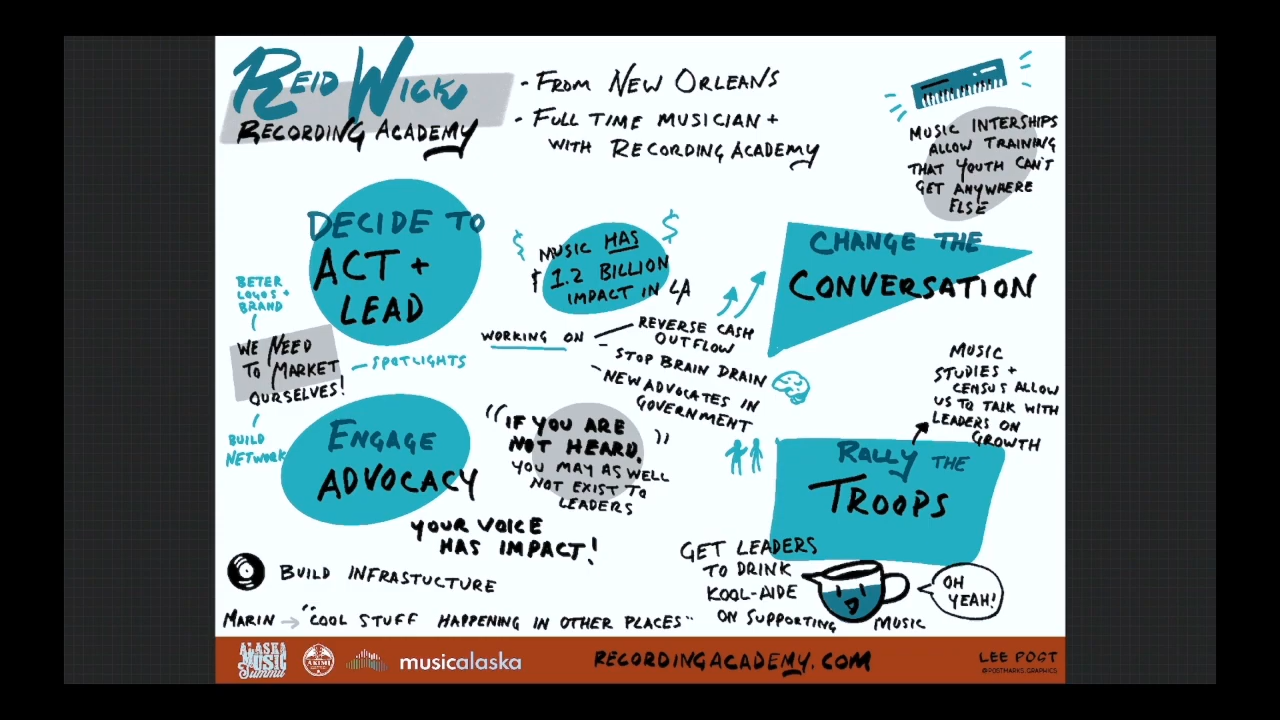 REID WICK
RECORDING ACADEMY
- FROM NEW ORLEANS
- FULL TIME MUSICIAN +
WITH RECORDING ACADEMY
MUSIC INTERSHIPS
ALLOW TRAINING
THAT YOUTH CAN'T
GET ANYWHERE
ELSE
DECIDE TO
ACT +
LEAD
$ $ $
MUSIC HAS
1.2 BILLION
IMPACT IN LA
CHANGE THE
CONVERSATION
BETER
LOGOS +
BRAND
WE NEED
TO MARKET
OURSELVES!
SPOTLIGHTS
BUILD
NETWORK
WORKING ON
REVERSE CASH
OUTFLOW
STOP BRAIN DRAIN
NEW ADVOCATES IN
GOVERNMENT
MUSIC
STUDIES +
CENSUS ALLOW
US TO TALK WITH
LEADERS ON
GROWTH
ENGAGE
ADVOCACY
"IF YOU ARE
NOT HEARD, "
YOU MAY AS WELL
NOT EXIST TO
LEADERS
RALLY THE
TROOPS
YOUR VOICE
HAS IMPACT!
GET LEADERS
TO DRINK
KOOL-AIDE
ON SUPPORTING MUSIC
OH
YEAH!
BUILD INFRASTUCTURE
MARIN → "COOL STUFF HAPPENING IN OTHER PLACES"
ALASKA
MUSIC
Summit
AKIMI
musicalaska
RECORDINGACADEMY.COM
LEE POST
@POSTMARKS.GRAPHICS